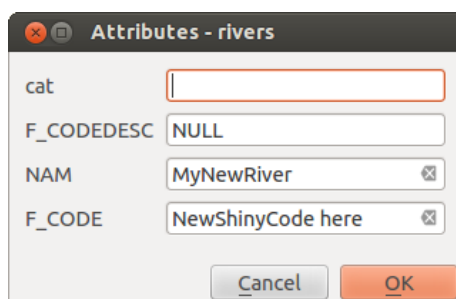 Attributes - rivers
cat
F_CODEDESC NULL
NAM MyNewRiver
F_CODE NewShinyCode here
Cancel OK